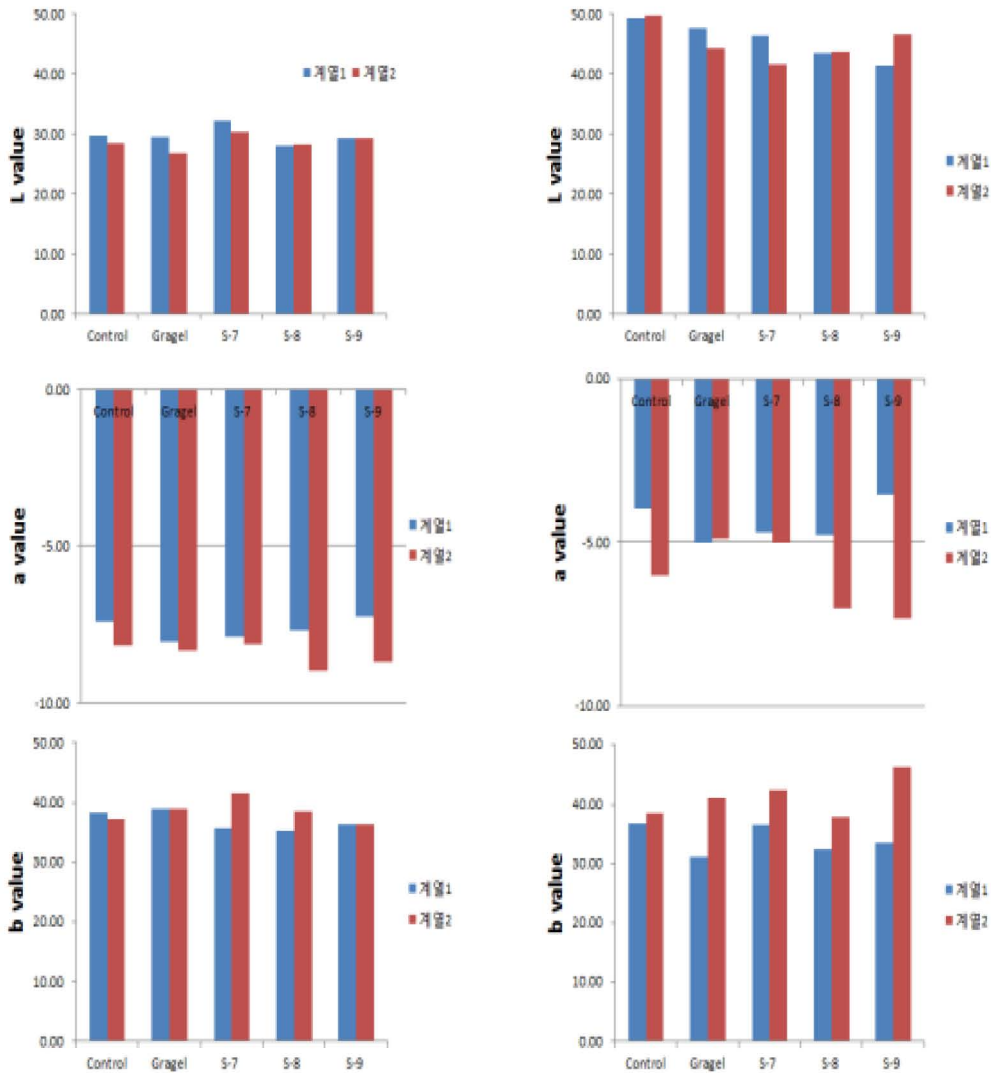 50.00
40.00
30.00
20.00
10.00
0.00
L value
계열1 계열2
Control Gragel S-7 S-8 S-9
50.00
40.00
30.00
20.00
10.00
0.00
L value
계열1
계열2
Control Gragel S-7 S-8 S-9
0.00
-5.00
-10.00
a value
Control Gragel S-7 S-8 S-9
계열1
계열2
0.00
-5.00
-10.00
a value
Control Gragel S-7 S-8 S-9
계열1
계열2
50.00
40.00
30.00
20.00
10.00
0.00
b value
계열1
계열2
Control Gragel S-7 S-8 S-9
50.00
40.00
30.00
20.00
10.00
0.00
b value
계열1
계열2
Control Gragel S-7 S-8 S-9